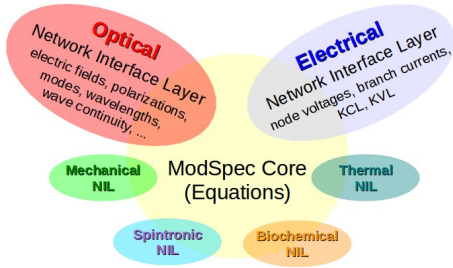 Optical
Network Interface Layer
electric fields, polarizations,
modes, wavelengths,
wave continuity, ...
Electrical
Network Interface Layer
node voltages, branch currents,
KCL, KVL
Mechanical
NIL
ModSpec Core
(Equations)
Thermal
NIL
Spintronic
NIL
Biochemical
NIL